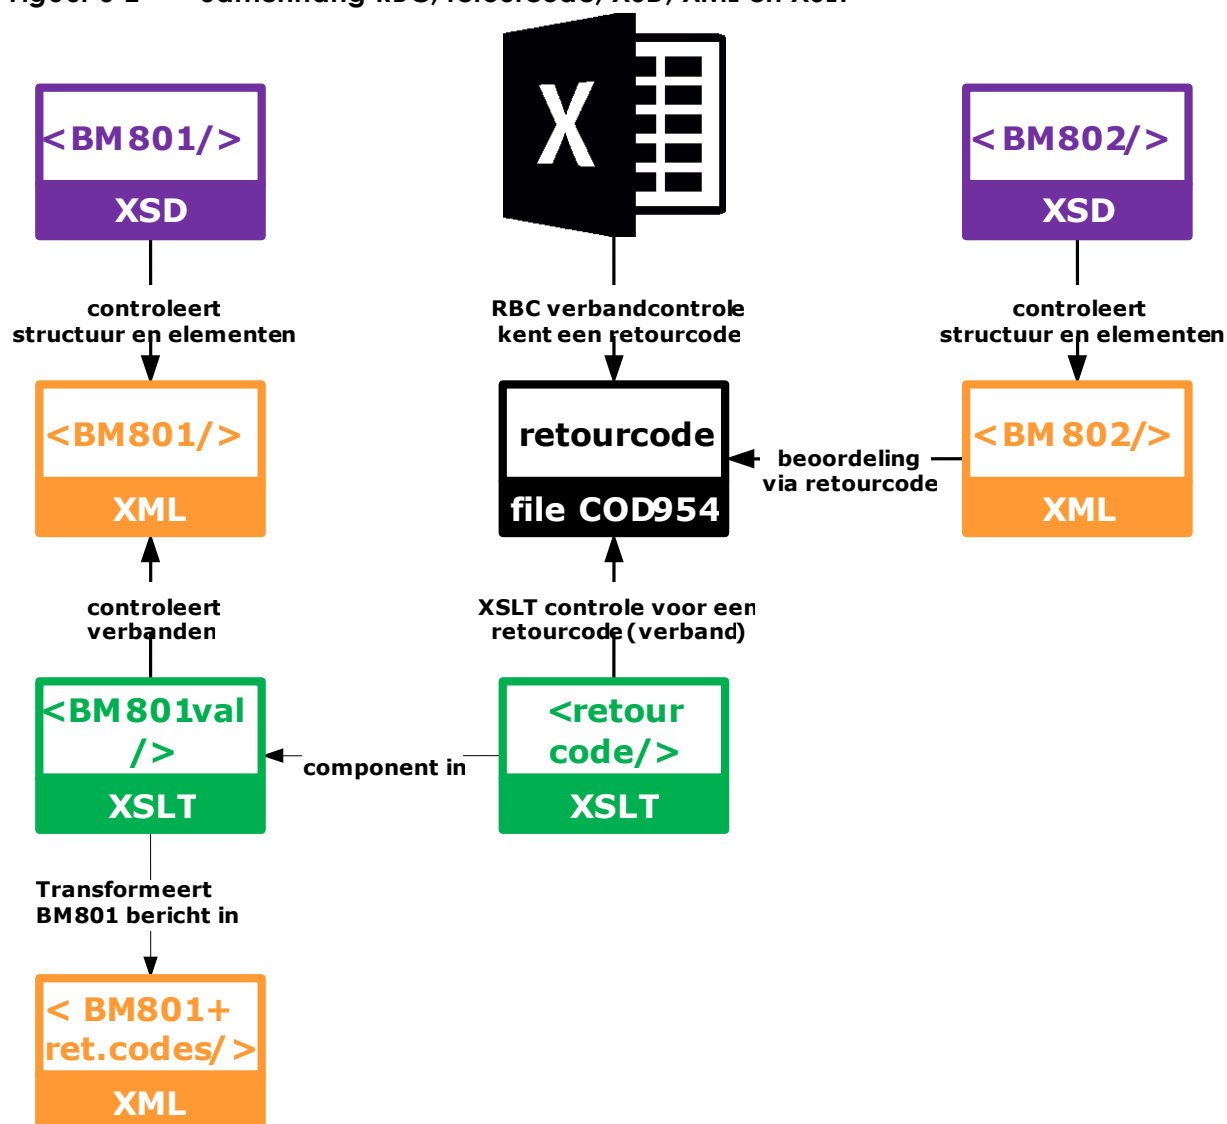 <BM801/>
XSD
X
<BM802/>
XSD
controleert
structuur en elementen
RBC verbandcontrole
kent een retourcode
controleert
structuur en elementen
<BM801/>
XML
retourcode
file COD954
beoordeling
via retourcode
<BM802/>
XML
controleert
verbanden
XSLT controle voor een
retourcode (verband)
<BM801val
/>
XSLT
component in
<retour
code/>
XSLT
Transformeert
BM801 bericht in
< BM801+
ret.codes/>
XML